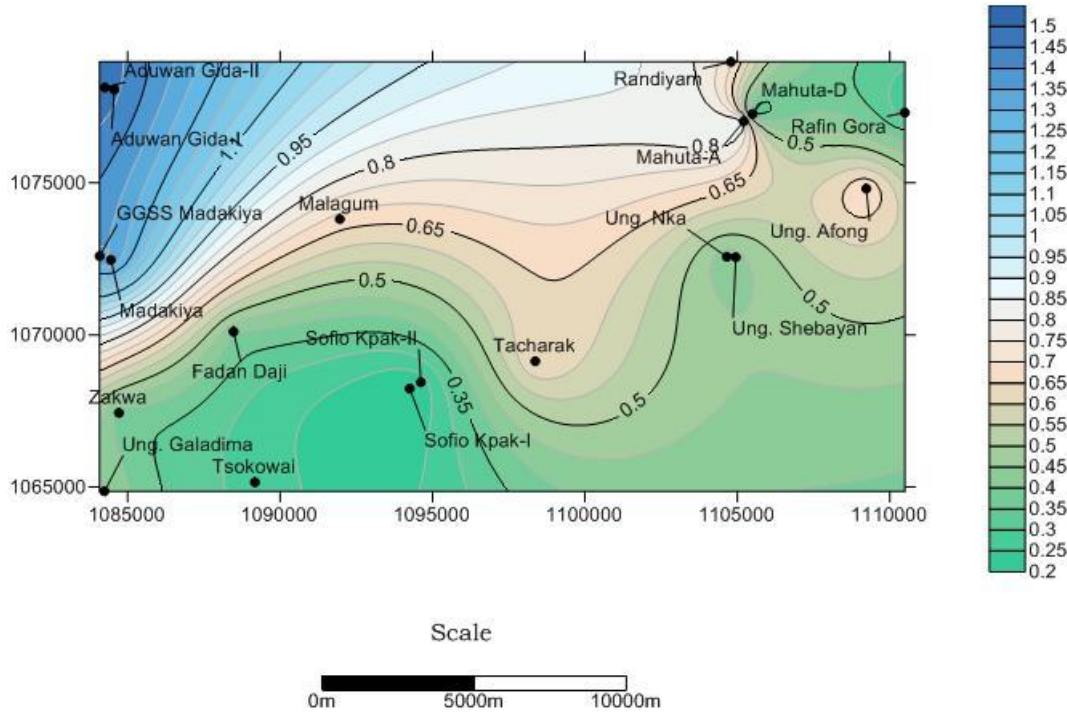 Aduwan Gida-II
Randiyam
Mahuta-D
Rafin Gora
Aduwan Gida-I
1.1
0.95
0.8
0.8
0.5
Mahuta-A
1075000
0.65
GGSS Madakiya
Malagum
Ung. Nka
Ung. Afong
0.65
Madakiya
0.5
0.5
Ung. Shebayan
1070000
Sofio Kpak-II
Tacharak
Fadan Daji
Zakwa
0.35
0.5
Ung. Galadima
Sofio Kpak-I
Tsokowai
1065000
1085000 1090000 1095000 1100000 1105000 1110000
1.5
1.45
1.4
1.35
1.3
1.25
1.2
1.15
1.1
1.05
1
0.95
0.9
0.85
0.8
0.75
0.7
0.65
0.6
0.55
0.5
0.45
0.4
0.35
0.3
0.25
0.2
Scale
0m 5000m 10000m